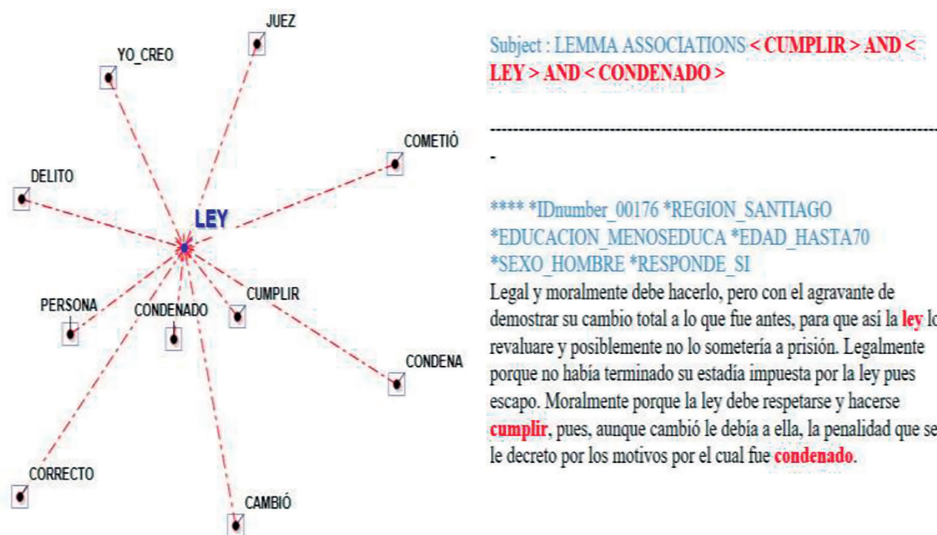 JUEZ
YO_CREO
COMETIÓ
DELITO
LEY
PERSONA
CONDENADO
CUMPLIR
CONDENA
CORRECTO
CAMBIÓ
Subject : LEMMA ASSOCIATIONS < CUMPLIR > AND <
LEY > AND < CONDENADO >
-------------------------------------------------------------------------------
-
**** *IDnumber_00176 *REGION_SANTIAGO
*EDUCACION_MENOSEDUCA *EDAD_HASTA70
*SEXO_HOMBRE *RESPONDE_SI
Legal y moralmente debe hacerlo, pero con el agravante de
demostrar su cambio total a lo que fue antes, para que así la ley lo
revaluare y posiblemente no lo sometería a prisión. Legalmente
porque no había terminado su estadía impuesta por la ley pues
escapo. Moralmente porque la ley debe respetarse y hacerse
cumplir, pues, aunque cambió le debía a ella, la penalidad que se
le decreto por los motivos por el cual fue condenado.